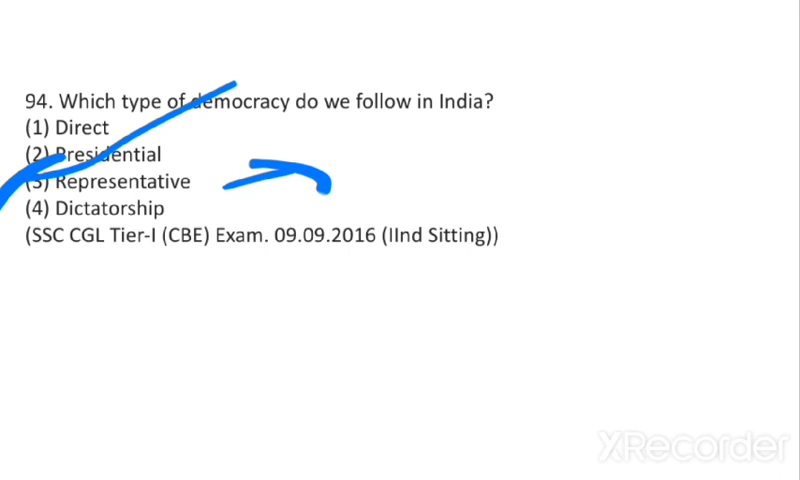 94. Which type of democracy do we follow in India?
(1) Direct
(2) Presidential
(3) Representative
(4) Dictatorship
(SSC CGL Tier-I (CBE) Exam. 09.09.2016 (IInd Sitting))
XRecorder